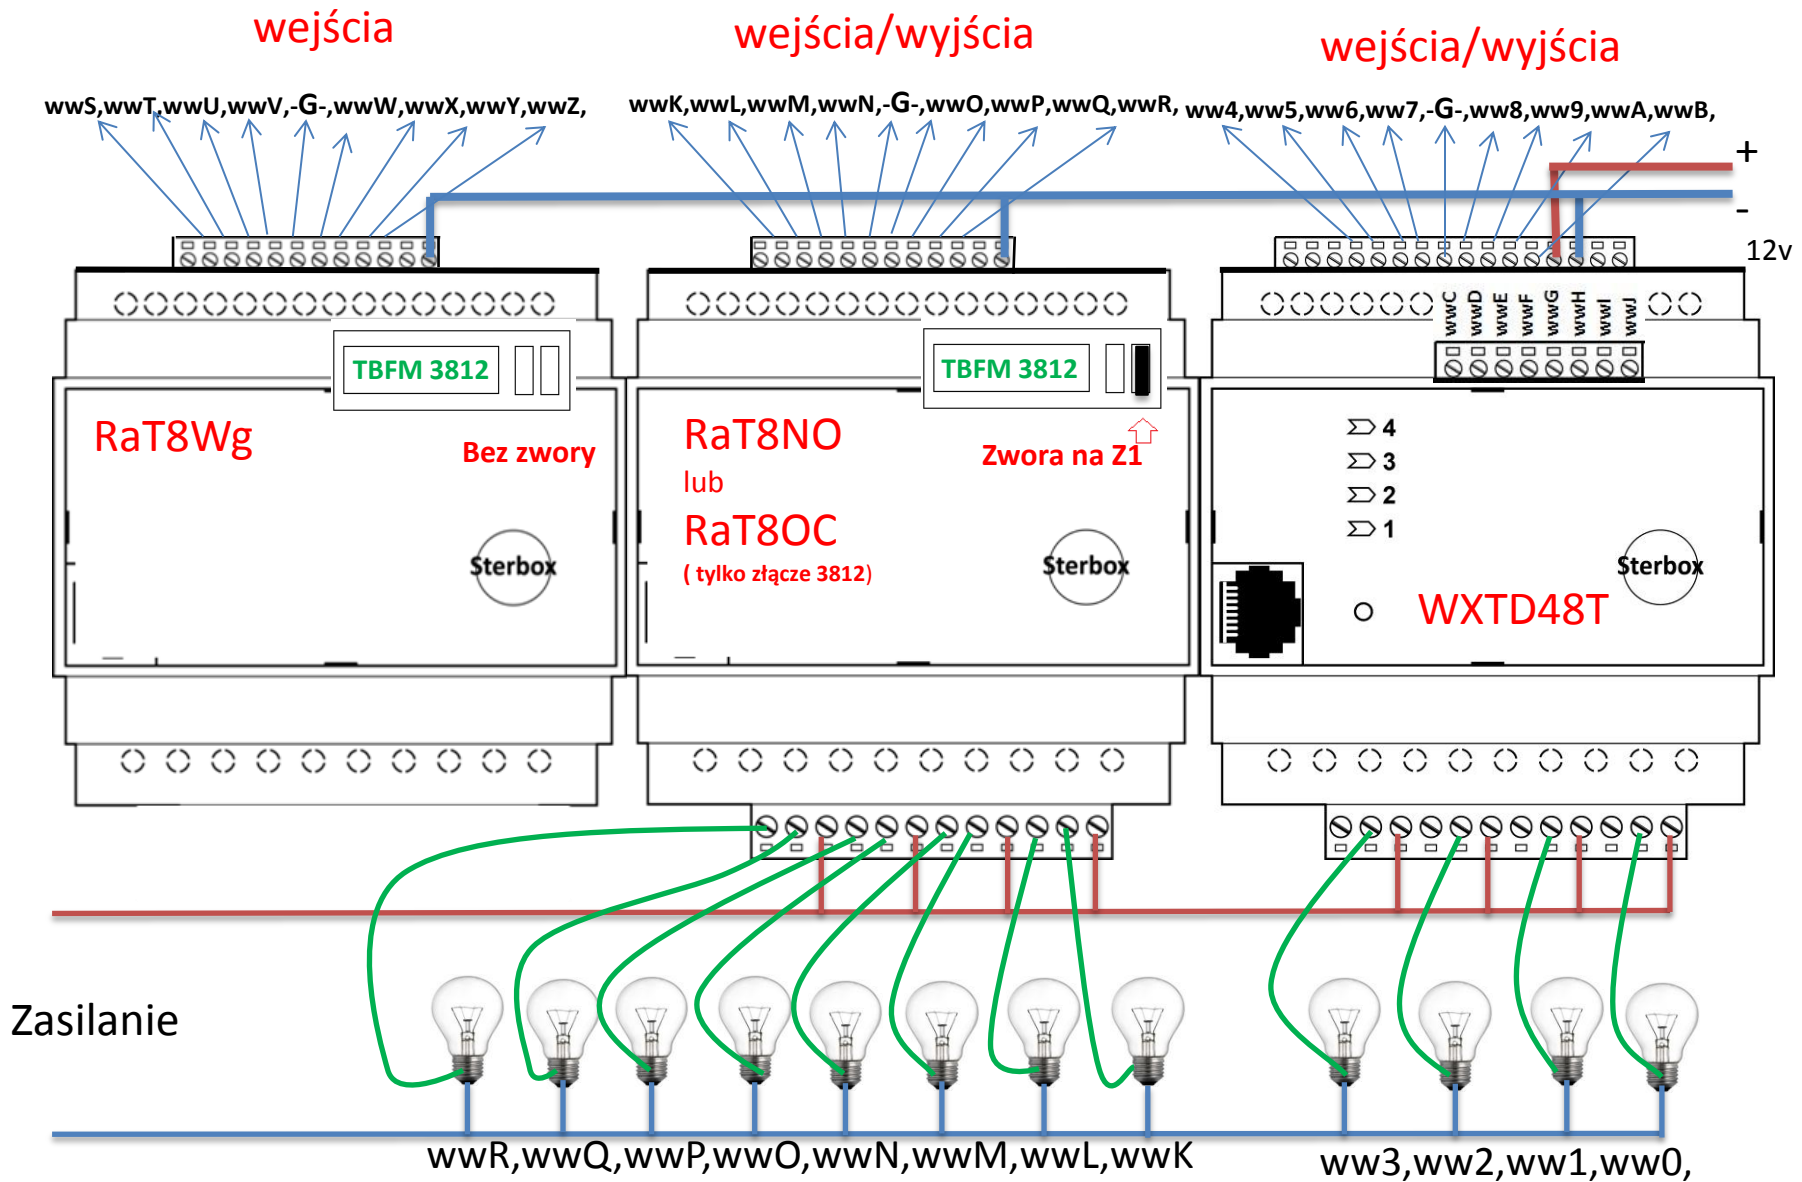 wejścia
wejścia/wyjścia
wejścia/wyjścia
wwS,wwT,wwU,wwV,-G-,wwW,wwX,wwY,wwZ,
wwK,wwL,wwM,wwN,-G-,wwO,wwP,wwQ,wwR,
ww4,ww5,ww6,ww7,-G-,ww8,ww9,wwA,wwB,
+
-
12v
wwC
wwD
wwE
wwF
wwG
wwH
wwI
wwJ
TBFM 3812
TBFM 3812
RaT8Wg
Bez zwory
RaT8NO
lub
RaT8OC
( tylko złącze 3812)
Zwora na Z1
4
3
2
1
Sterbox
Sterbox
Sterbox
WXTD48T
Zasilanie
wwR,wwQ,wwP,wwO,wwN,wwM,wwL,wwK
ww3,ww2,ww1,ww0,